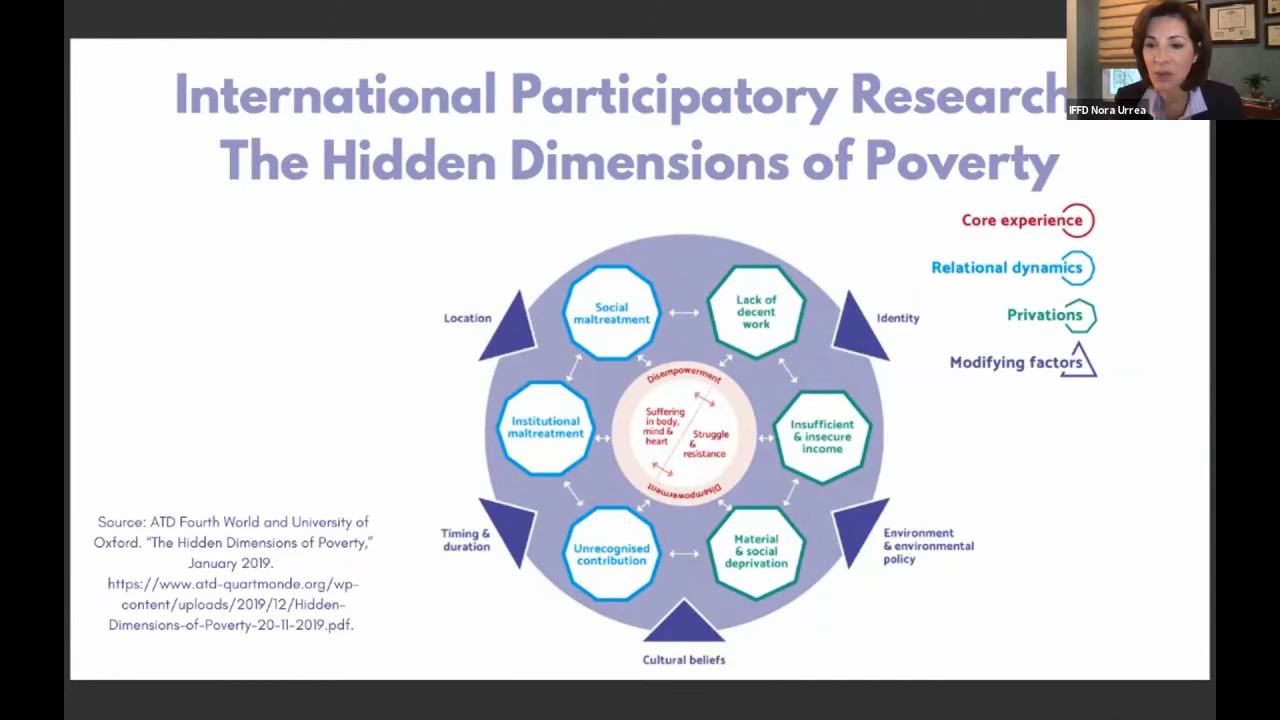 International Participatory Research
The Hidden Dimensions of Poverty
IFFD Nora Urrea
Core experience
Relational dynamics
Privations
Modifying factors
Location
Social
maltreatment
Lack of
decent
work
Identity
Institutional
maltreatment
Disempowerment
Suffering
in body,
mind &
heart
Struggle
&
resistance
Disempowerment
Insufficient
& insecure
income
Timing &
duration
Unrecognised
contribution
Material
& social
deprivation
Environment
& environmental
policy
Cultural beliefs
Source: ATD Fourth World and University of
Oxford. “The Hidden Dimensions of Poverty,”
January 2019.
https://www.atd-quartmonde.org/wp-
content/uploads/2019/12/Hidden-
Dimensions-of-Poverty-20-11-2019.pdf.